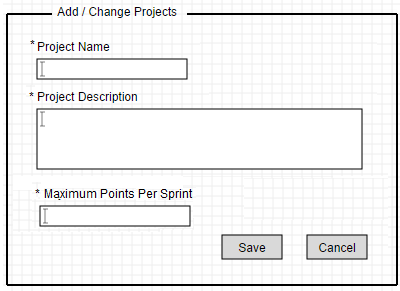 Add / Change Projects
* Project Name
* Project Description
* Maximum Points Per Sprint
Save Cancel